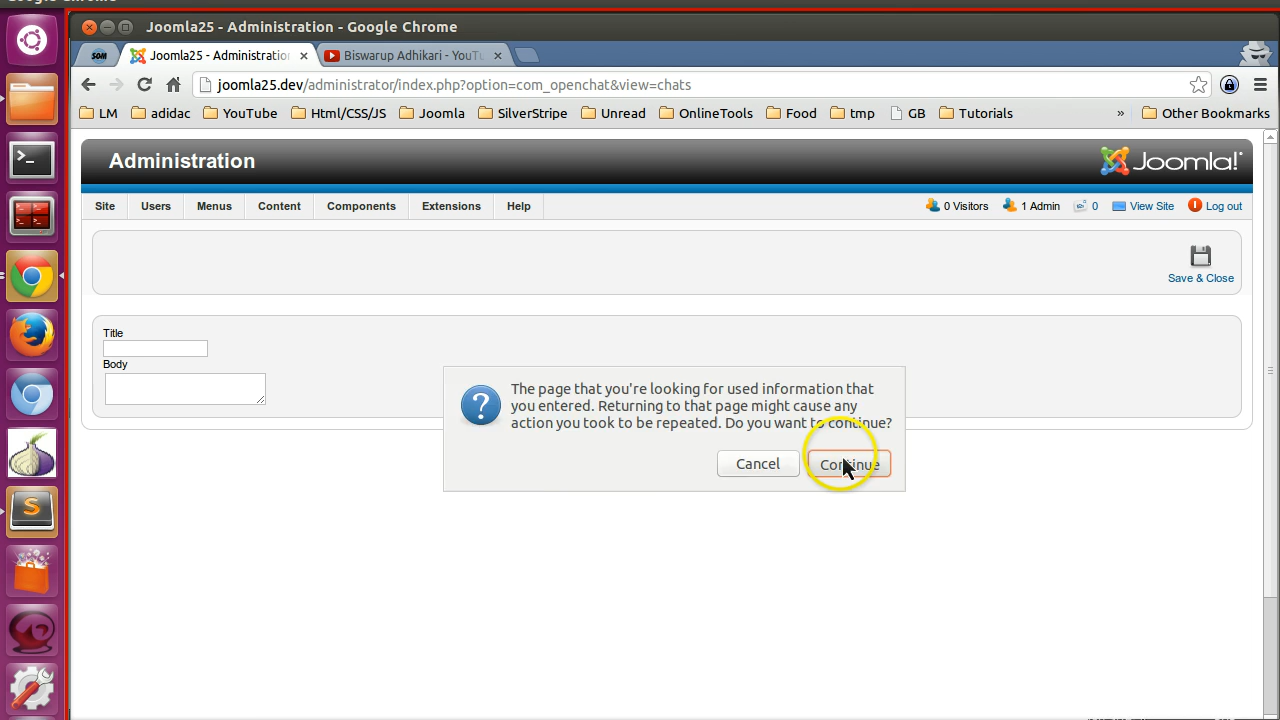 Joomla25 - Administration - Google Chrome
SGM
Joomla25 - Administratio
Biswarup Adhikari - YouTu
joomla25.dev/administrator/index.php?option=com_openchat&view=chats
LM adidac YouTube Html/CSS/JS Joomla SilverStripe Unread OnlineTools Food tmp GB Tutorials » Other Bookmarks
Administration
Joomla!
Site Users Menus Content Components Extensions Help
0 Visitors 1 Admin 0 View Site Log out
Save & Close
Title
Body
The page that you're looking for used information that
you entered. Returning to that page might cause any
action you took to be repeated. Do you want to continue?
Cancel Continue